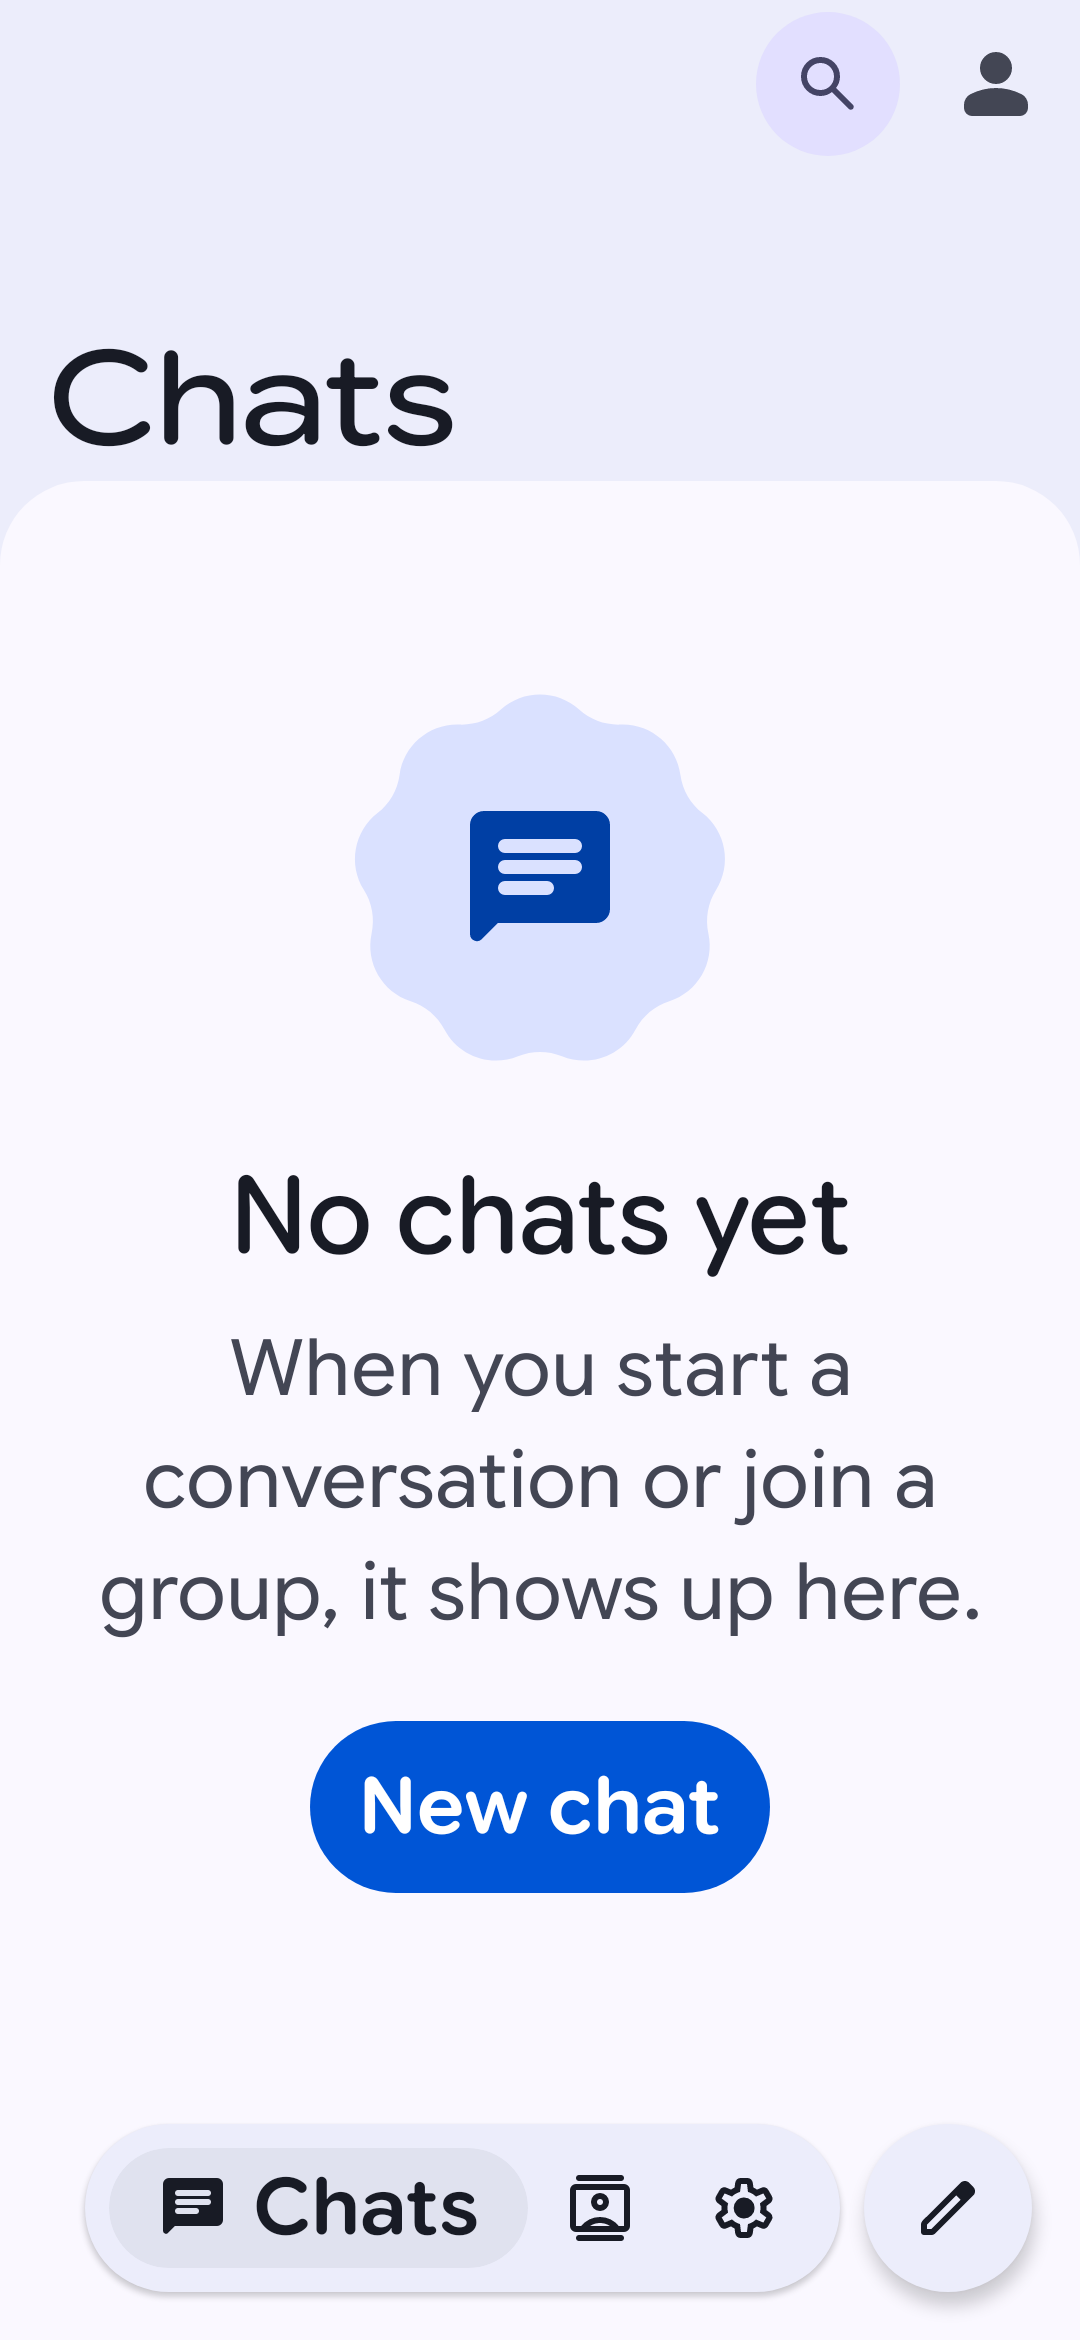 Chats
No chats yet
When you start a
conversation or join a
group, it shows up here.
New chat
Chats